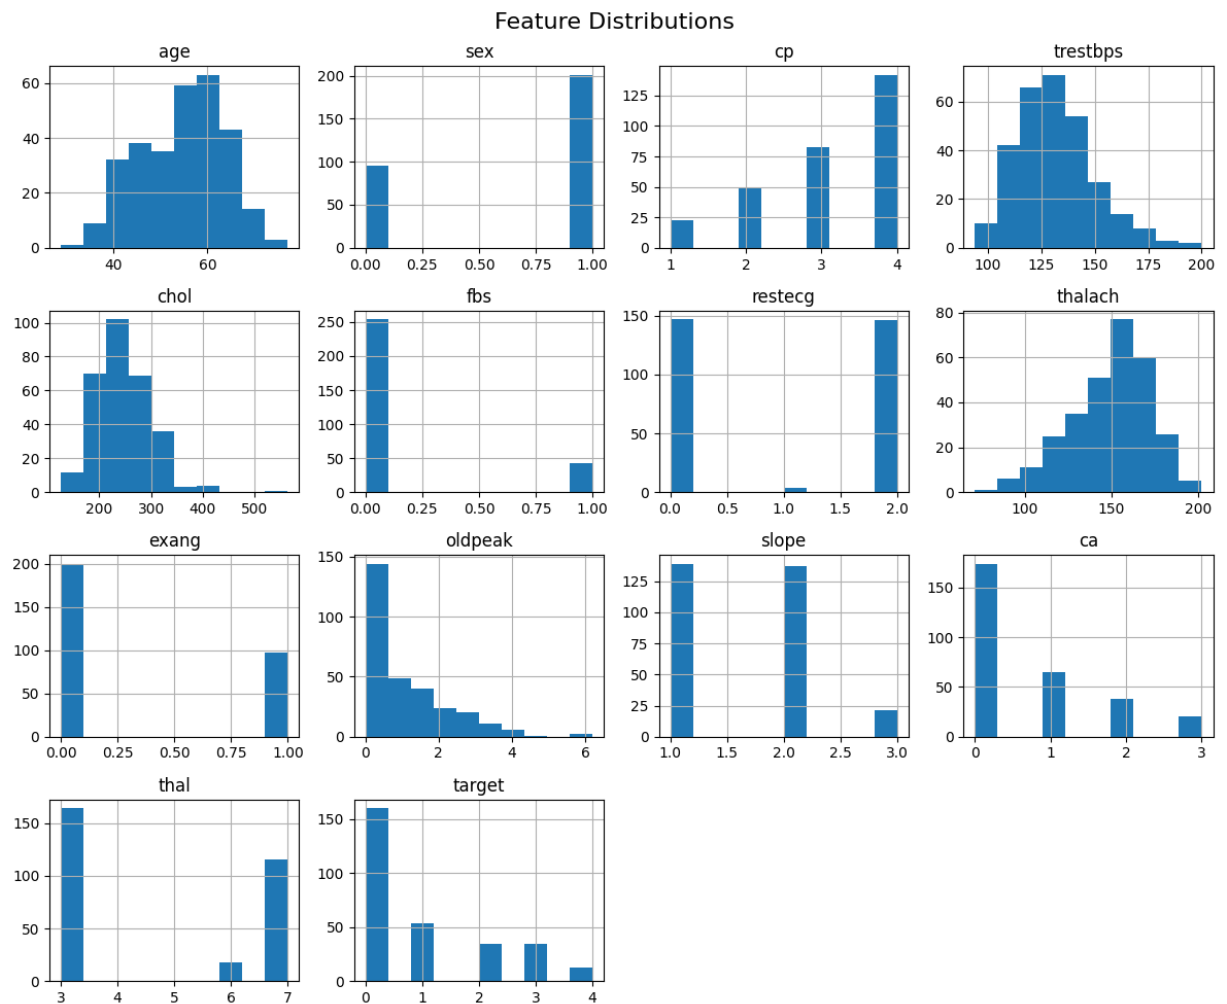 Feature Distributions
age
sex
cp
trestbps
60
40
20
0
40 60
200
150
100
50
0
0.00 0.25 0.50 0.75 1.00
125
100
75
50
25
0
1 2 3 4
60
40
20
0
100 125 150 175 200
chol
fbs
restecg
thalach
100
80
60
40
20
0
200 300 400 500
250
200
150
100
50
0
0.00 0.25 0.50 0.75 1.00
150
100
50
0
0.0 0.5 1.0 1.5 2.0
80
60
40
20
0
100 150 200
exang
oldpeak
slope
ca
200
150
100
50
0
0.00 0.25 0.50 0.75 1.00
150
100
50
0
0 2 4 6
125
100
75
50
25
0
1.0 1.5 2.0 2.5 3.0
150
100
50
0
0 1 2 3
thal
target
150
100
50
0
3 4 5 6 7
150
100
50
0
0 1 2 3 4